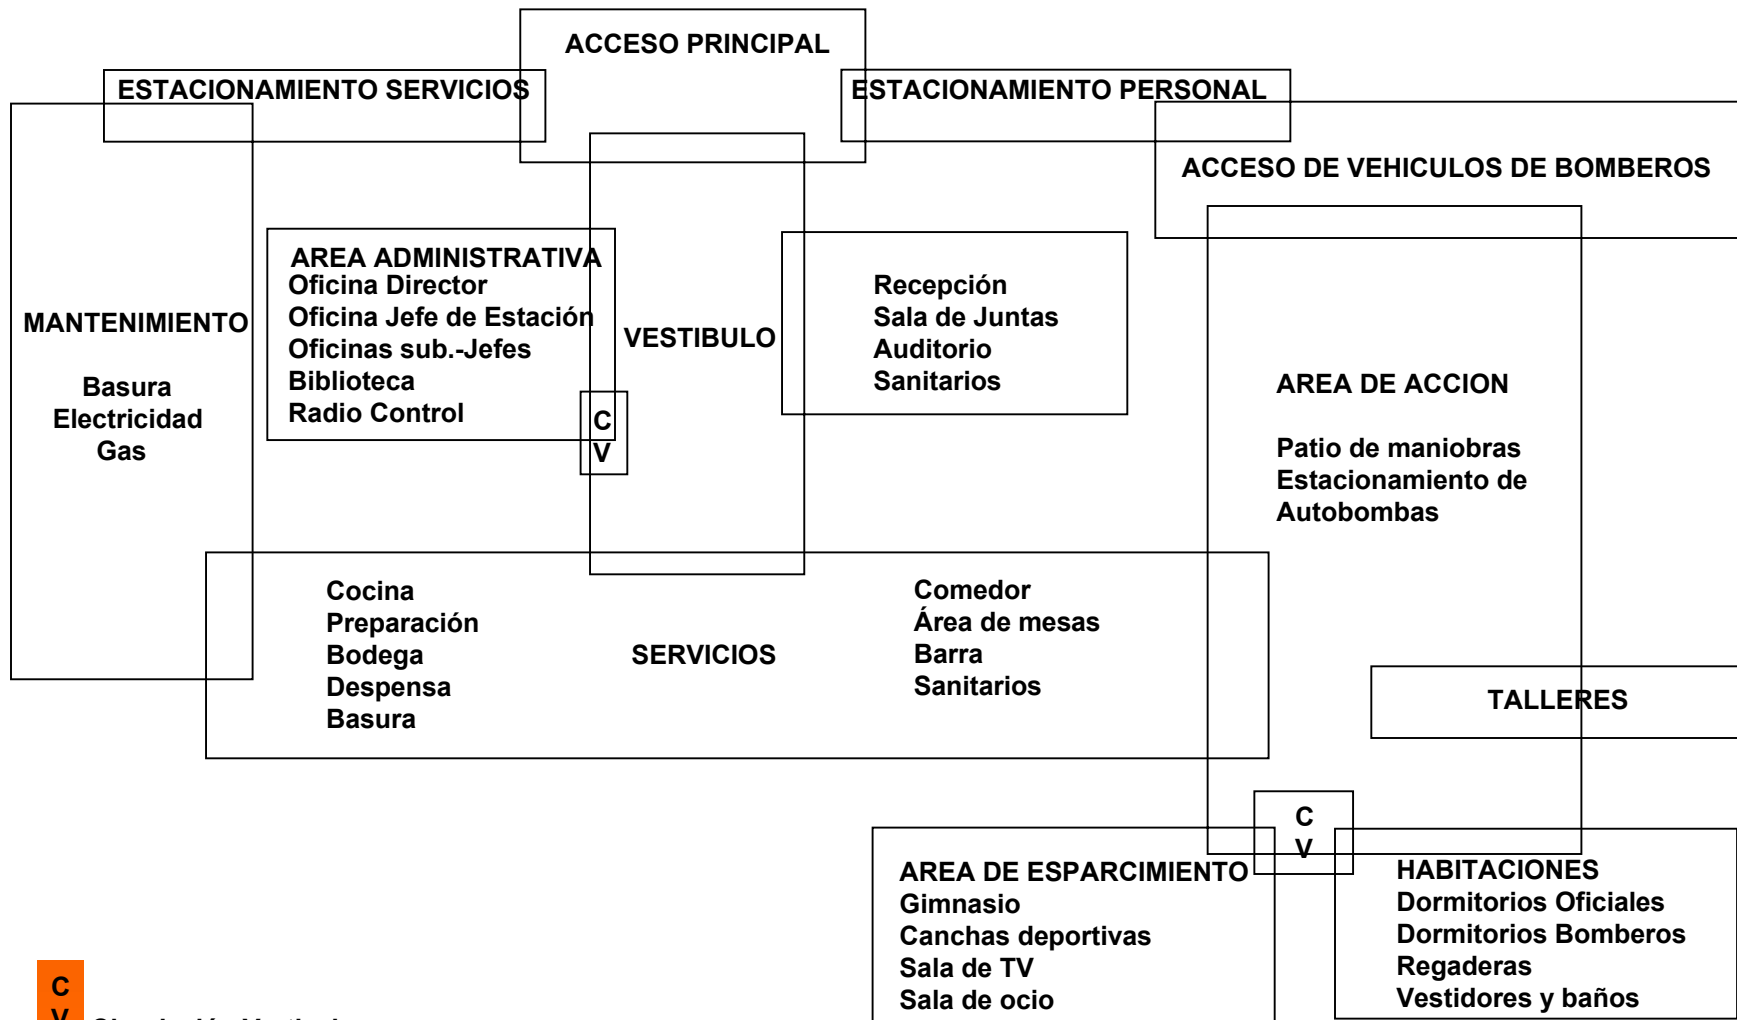 ACCESO PRINCIPAL
ESTACIONAMIENTO SERVICIOS
ESTACIONAMIENTO PERSONAL
ACCESO DE VEHICULOS DE BOMBEROS
MANTENIMIENTO
Basura
Electricidad
Gas
AREA ADMINISTRATIVA
Oficina Director
Oficina Jefe de Estación
Oficinas sub.-Jefes
Biblioteca
Radio Control
C
V
VESTIBULO
Recepción
Sala de Juntas
Auditorio
Sanitarios
AREA DE ACCION
Patio de maniobras
Estacionamiento de
Autobombas
Cocina
Preparación
Bodega
Despensa
Basura
SERVICIOS
Comedor
Área de mesas
Barra
Sanitarios
TALLERES
C
V
AREA DE ESPARCIMIENTO
Gimnasio
Canchas deportivas
Sala de TV
Sala de ocio
HABITACIONES
Dormitorios Oficiales
Dormitorios Bomberos
Regaderas
Vestidores y baños
C
V